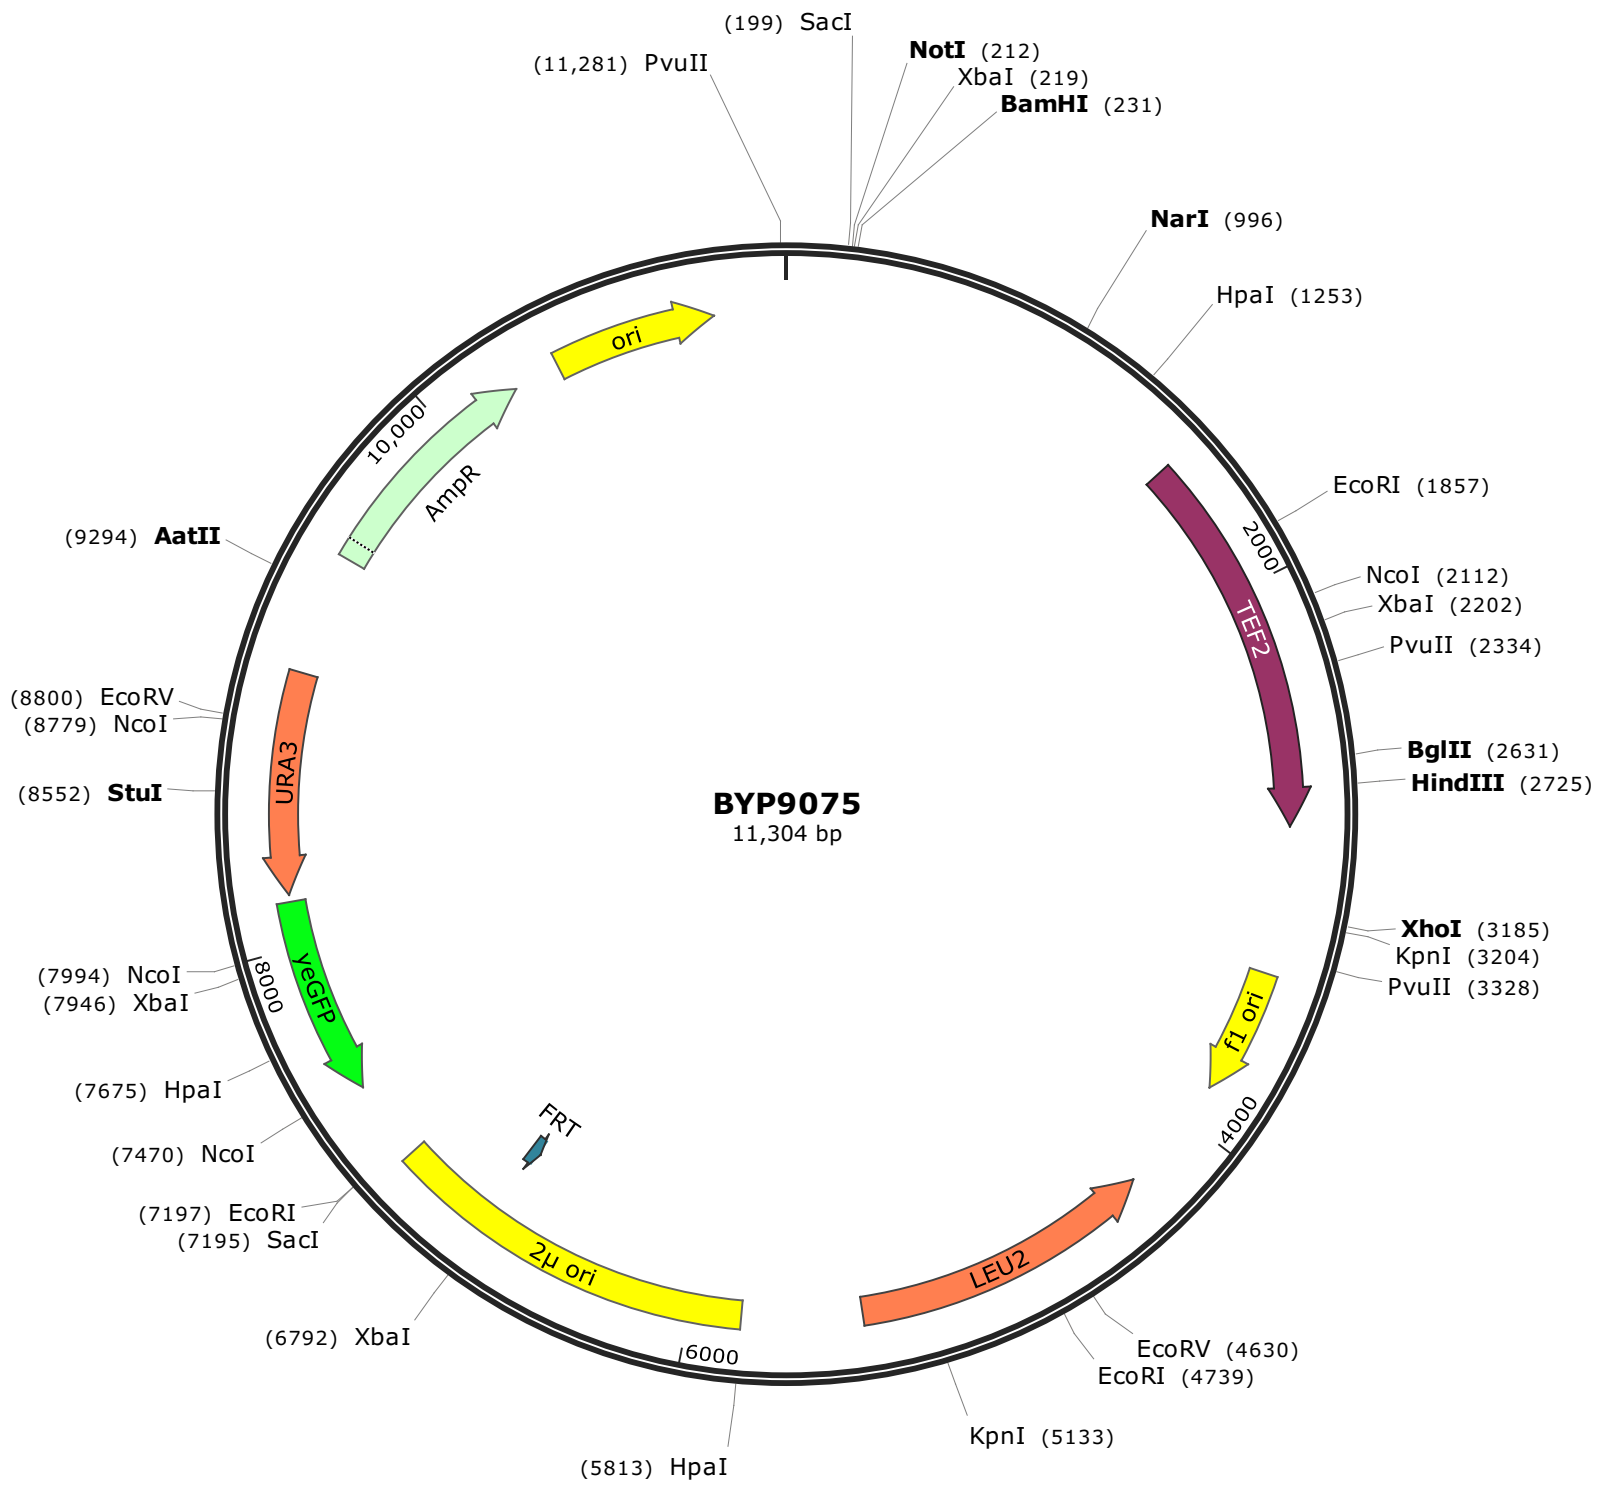 (199) SacI
(11,281) PvuII
NotI (212)
XbaI (219)
BamHI (231)
NarI (996)
HpaI (1253)
EcoRI (1857)
NcoI (2112)
XbaI (2202)
PvuII (2334)
BglII (2631)
HindIII (2725)
XhoI (3185)
KpnI (3204)
PvuII (3328)
EcoRV (4630)
EcoRI (4739)
KpnI (5133)
(5813) HpaI
(6792) XbaI
(7195) SacI
(7197) EcoRI
(7470) NcoI
(7675) HpaI
(7946) XbaI
(7994) NcoI
(8552) StuI
(8779) NcoI
(8800) EcoRV
(9294) AatII
2000
4000
6000
8000
10,000
ori
TEF2
f1 ori
LEU2
2μ ori
FRT
yeGFP
URA3
AmpR
BYP9075
11,304 bp